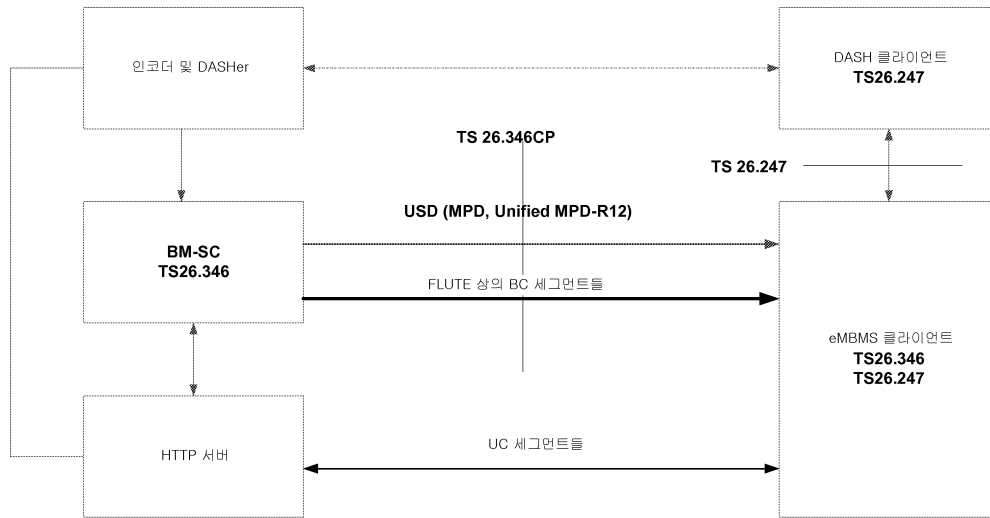 인코더 및 DASHer
DASH 클라이언트
TS26.247
TS 26.346CP
TS 26.247
USD (MPD, Unified MPD-R12)
BM-SC
TS26.346
FLUTE 상의 BC 세그먼트들
eMBMS 클라이언트
TS26.346
TS26.247
UC 세그먼트들
HTTP 서버